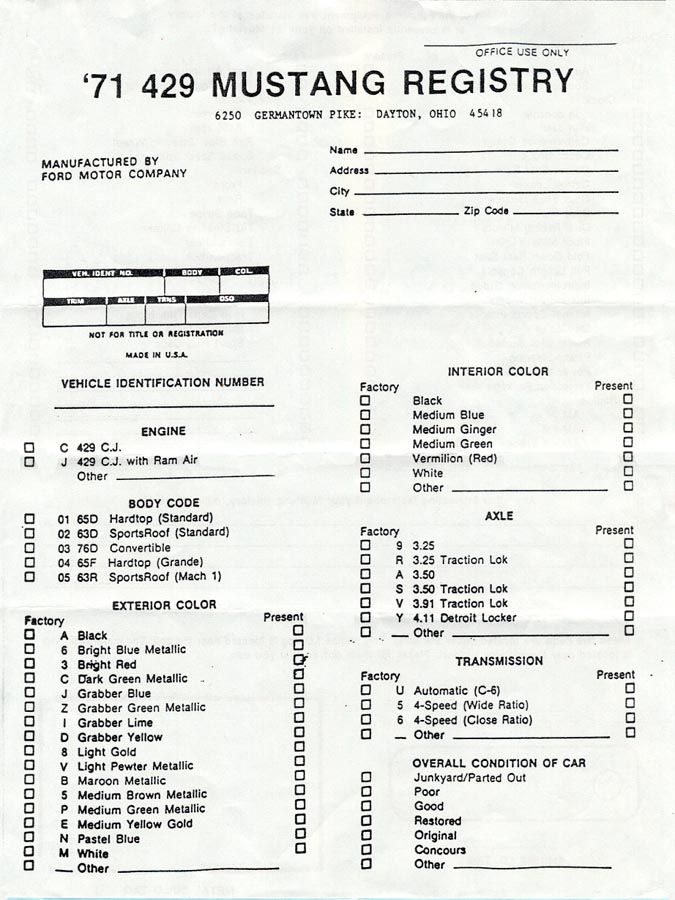 OFFICE USE ONLY
'71 429 MUSTANG REGISTRY
6250 GERMANTOWN PIKE: DAYTON, OHIO 45418
MANUFACTURED BY
FORD MOTOR COMPANY
Name
Address
City
State Zip Code
VEH. IDENT NO. BODY COL.
TRIM AXLE TRNS DSO
NOT FOR TITLE OR REGISTRATION
MADE IN U.S.A.
VEHICLE IDENTIFICATION NUMBER
ENGINE
C 429 C.J.
J 429 C.J. with Ram Air
Other
BODY CODE
01 65D Hardtop (Standard)
02 63D SportsRoof (Standard)
03 76D Convertible
04 65F Hardtop (Grande)
05 63R SportsRoof (Mach 1)
EXTERIOR COLOR
Factory Present
A Black
6 Bright Blue Metallic
3 Bright Red
C Dark Green Metallic
J Grabber Blue
Z Grabber Green Metallic
I Grabber Lime
D Grabber Yellow
8 Light Gold
V Light Pewter Metallic
B Maroon Metallic
5 Medium Brown Metallic
P Medium Green Metallic
E Medium Yellow Gold
N Pastel Blue
M White
Other
INTERIOR COLOR
Factory Present
Black
Medium Blue
Medium Ginger
Medium Green
Vermilion (Red)
White
Other
AXLE
Factory Present
9 3.25
R 3.25 Traction Lok
A 3.50
S 3.50 Traction Lok
V 3.91 Traction Lok
Y 4.11 Detroit Locker
Other
TRANSMISSION
Factory Present
U Automatic (C-6)
5 4-Speed (Wide Ratio)
6 4-Speed (Close Ratio)
Other
OVERALL CONDITION OF CAR
Junkyard/Parted Out
Poor
Good
Restored
Original
Concours
Other